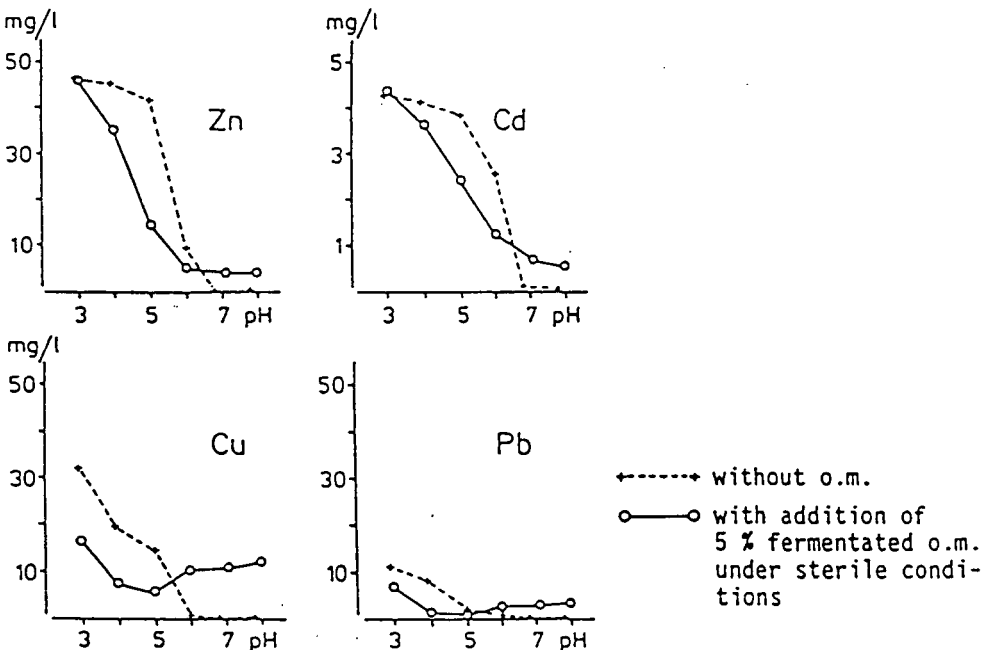 mg/l
mg/l
50
30
10
Zn
3
5
7
pH
5
3
1
Cd
3
5
7
pH
mg/l
50
30
10
Cu
3
5
7
pH
50
30
10
Pb
3
5
7
pH
without o.m.
with addition of
5 % fermentated o.m.
under sterile condi-
tions